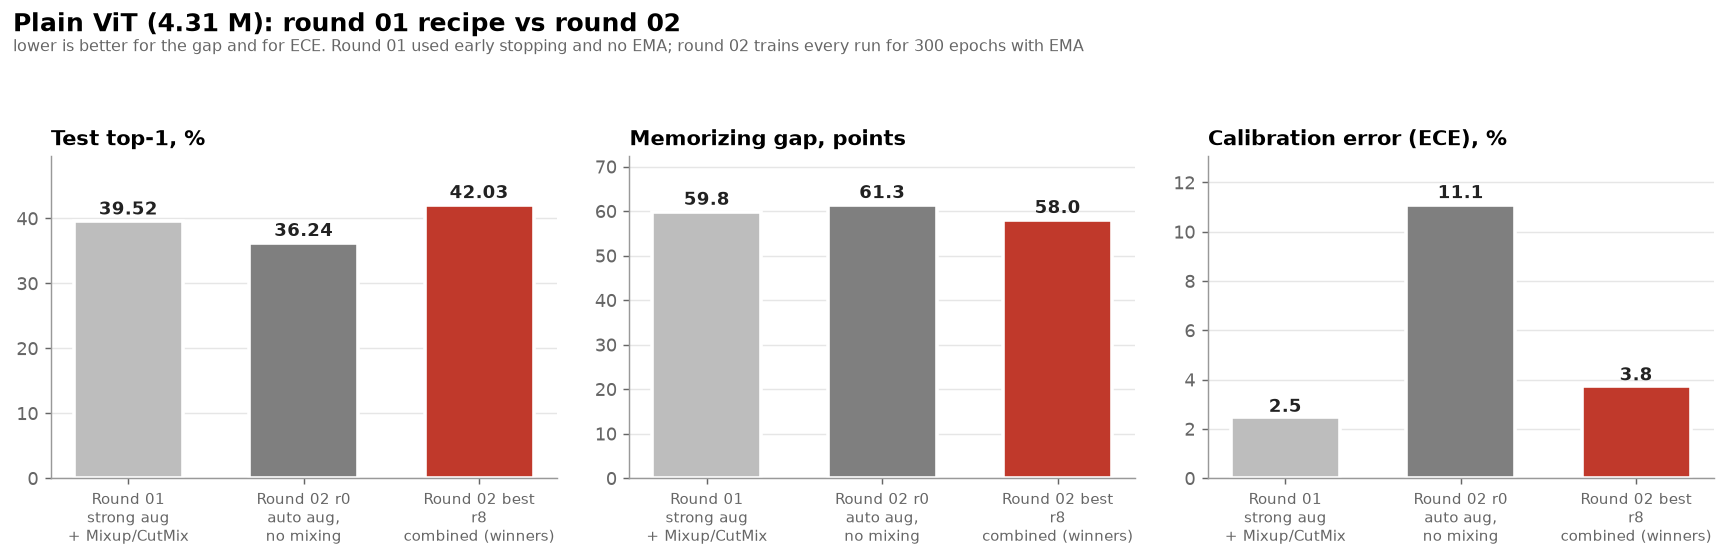 Plain ViT (4.31 M): round 01 recipe vs round 02
lower is better for the gap and for ECE. Round 01 used early stopping and no EMA; round 02 trains every run for 300 epochs with EMA
Test top-1, %
40
30
20
10
0
39.52
36.24
42.03
Round 01
strong aug
+ Mixup/CutMix
Round 02 r0
auto aug,
no mixing
Round 02 best
r8
combined (winners)
Memorizing gap, points
70
60
50
40
30
20
10
0
59.8
61.3
58.0
Round 01
strong aug
+ Mixup/CutMix
Round 02 r0
auto aug,
no mixing
Round 02 best
r8
combined (winners)
Calibration error (ECE), %
12
10
8
6
4
2
0
2.5
11.1
3.8
Round 01
strong aug
+ Mixup/CutMix
Round 02 r0
auto aug,
no mixing
Round 02 best
r8
combined (winners)